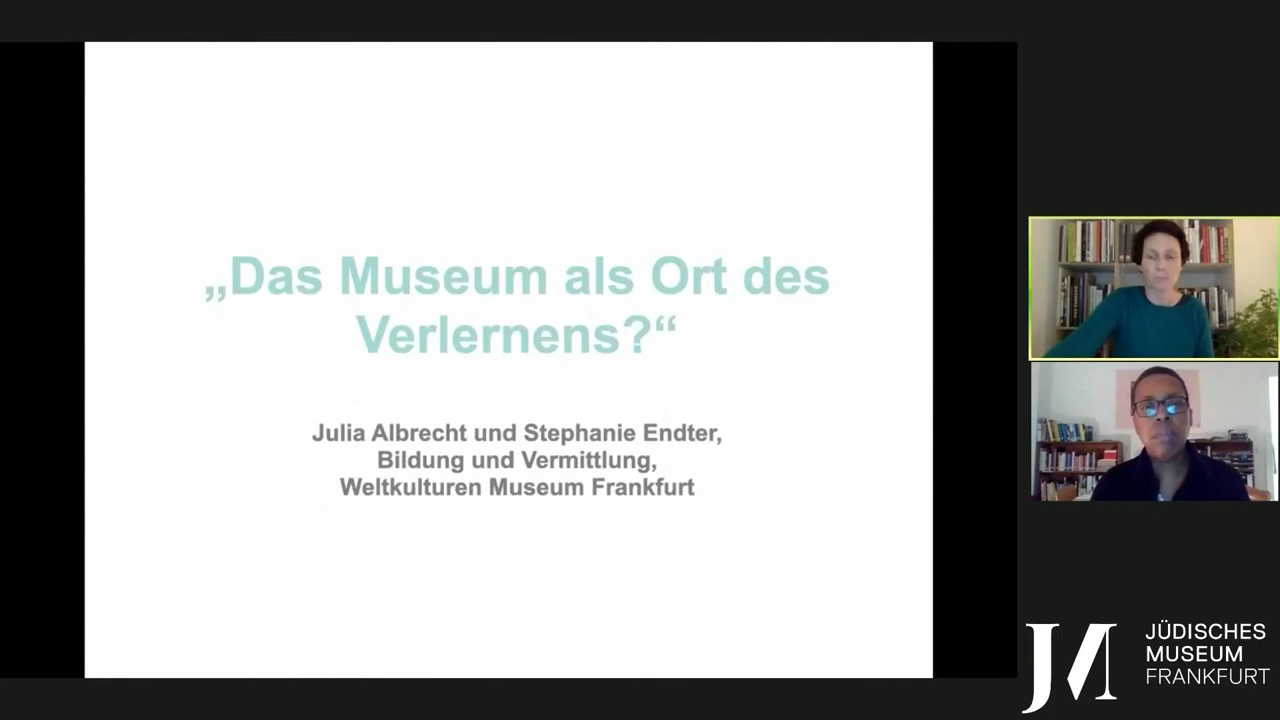 „Das Museum als Ort des
Verlernens?“
Julia Albrecht und Stephanie Endter,
Bildung und Vermittlung,
Weltkulturen Museum Frankfurt
JM
JÜDISCHES
MUSEUM
FRANKFURT